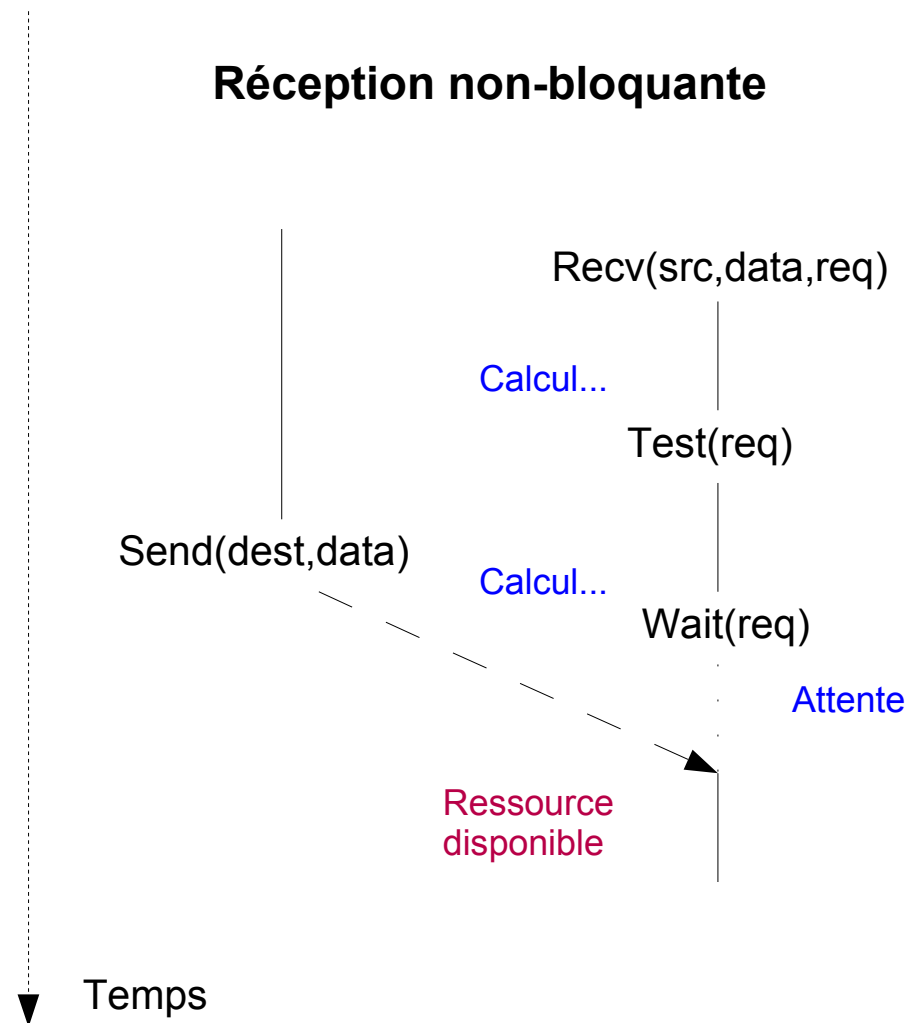 Réception non-bloquante
Recv(src,data,req)
Calcul...
Test(req)
Send(dest,data)
Calcul...
Wait(req)
Attente
Ressource
disponible
Temps